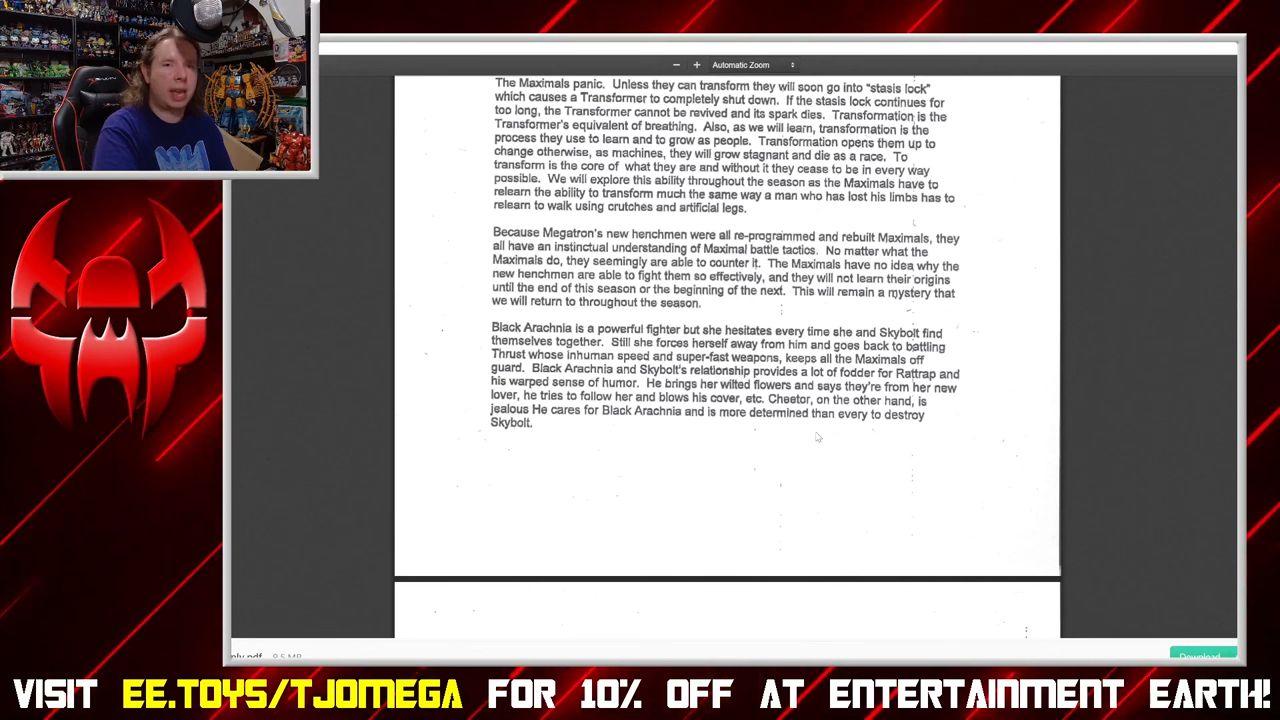 Automatic Zoom
The Maximals panic. Unless they can transform they will soon go into "stasis lock"
which causes a Transformer to completely shut down. If the stasis lock continues for
too long, the Transformer cannot be revived and its spark dies. Transformation is the
Transformer's equivalent of breathing. Also, as we will learn, transformation is the
process they use to learn and to grow as people. Transformation opens them up to
change otherwise, as machines, they will grow stagnant and die as a race. To
transform is the core of what they are and without it they cease to be in every way
possible. We will explore this ability throughout the season as the Maximals have to
relearn the ability to transform much the same way a man who has lost his limbs has to
relearn to walk using crutches and artificial legs.
Because Megatron's new henchmen were all re-programmed and rebuilt Maximals, they
all have an instinctual understanding of Maximal battle tactics. No matter what the
Maximals do, they seemingly are able to counter it. The Maximals have no idea why the
new henchmen are able to fight them so effectively, and they will not learn their origins
until the end of this season or the beginning of the next. This will remain a mystery that
we will return to throughout the season.
Black Arachnia is a powerful fighter but she hesitates every time she and Skybolt find
themselves together. Still she forces herself away from him and goes back to battling
Thrust whose inhuman speed and super-fast weapons, keeps all the Maximals off
guard. Black Arachnia and Skybolt's relationship provides a lot of fodder for Rattrap and
his warped sense of humor. He brings her wilted flowers and says they're from her new
lover, he tries to follow her and blows his cover, etc. Cheetor, on the other hand, is
jealous He cares for Black Arachnia and is more determined than every to destroy
Skybolt.
9.5 MB
Download
VISIT EE.TOYS/TJOMEGA FOR 10% OFF AT ENTERTAINMENT EARTH!